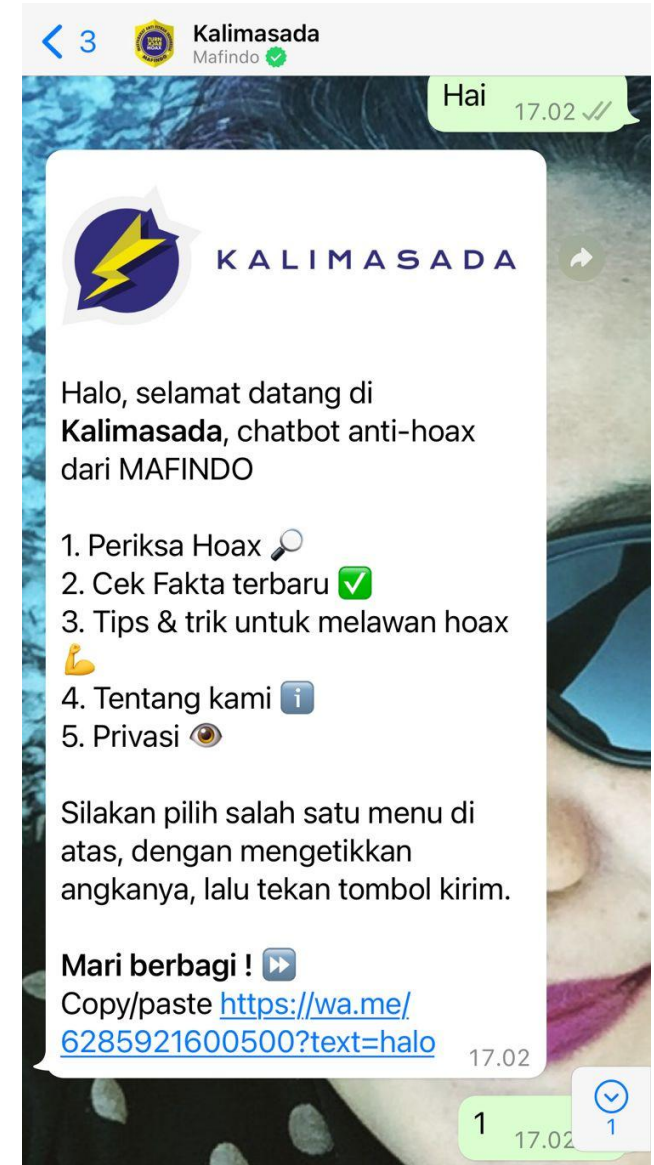 3
Kalimasada
Mafindo
Hai
17.02
KALIMASADA
Halo, selamat datang di
Kalimasada, chatbot anti-hoax
dari MAFINDO
1. Periksa Hoax 🔎
2. Cek Fakta terbaru ✅
3. Tips & trik untuk melawan hoax
💪
4. Tentang kami ℹ️
5. Privasi 👁️
Silakan pilih salah satu menu di
atas, dengan mengetikkan
angkanya, lalu tekan tombol kirim.
Mari berbagi ! ⏩
Copy/paste https://wa.me/
6285921600500?text=halo
17.02
1
17.02
1